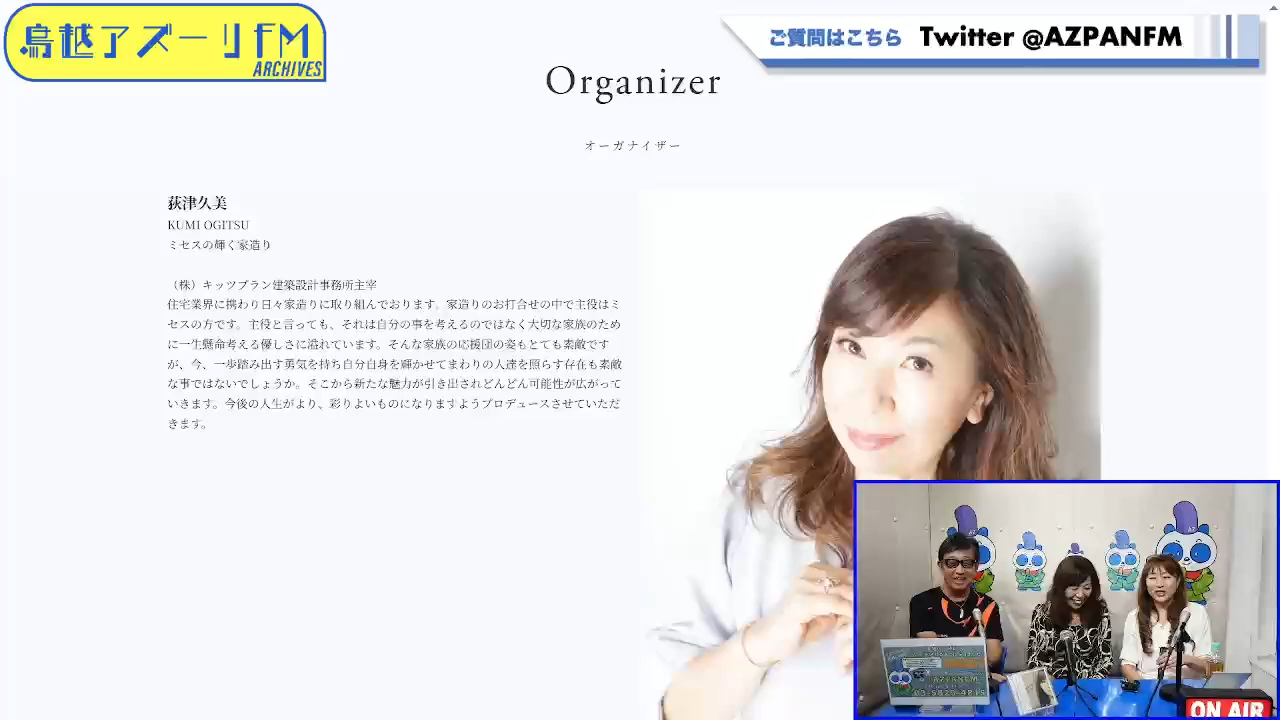 鳥越アズーリFM
ARCHIVES
ご質問はこちら Twitter @AZPANFM
Organizer
オーガナイザー
荻津久美
KUMI OGITSU
ミセスの輝く家造り
（株）キッツプラン建築設計事務所主宰
住宅業界に携わり日々家造りに取り組んでおります。家造りのお打合せの中で主役はミ
セスの方です。主役と言っても、それは自分の事を考えるのではなく大切な家族のため
に一生懸命考える優しさに溢れています。そんな家族の応援団の姿もとても素敵です
が、今、一歩踏み出す勇気を持ち自分自身を輝かせてまわりの人達を照らす存在も素敵
な事ではないでしょうか。そこから新たな魅力が引き出されどんどん可能性が広がって
いきます。今後の人生がより、彩りよいものになりますようプロデュースさせていただ
きます。
AZPANFM
ON AIR